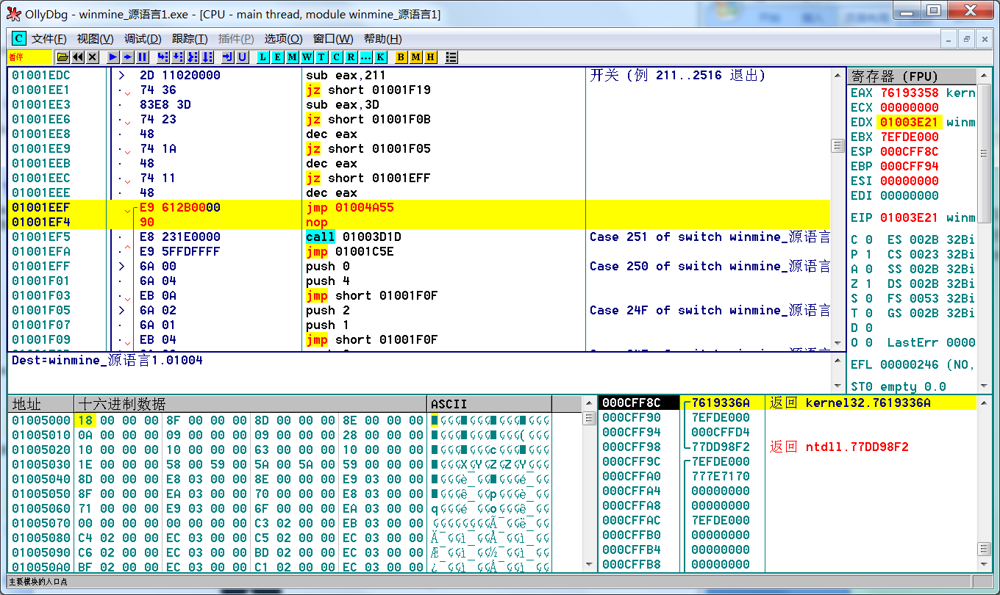 OllyDbg - winmine_源语言1.exe - [CPU - main thread, module winmine_源语言1]
C 文件(F) 视图(V) 调试(D) 跟踪(T) 插件(P) 选项(O) 窗口(W) 帮助(H)
暂停 L E M W T C R ... K B M H
01001EDC > 2D 11020000 sub eax,211 开关 (例 211..2516 退出)
01001EE1 · 74 36 jz short 01001F19
01001EE3 · 83E8 3D sub eax,3D
01001EE6 · 74 23 jz short 01001F0B
01001EE8 · 48 dec eax
01001EE9 · 74 1A jz short 01001F05
01001EEB · 48 dec eax
01001EEC · 74 11 jz short 01001EFF
01001EEE · 48 dec eax
01001EEF E9 612B0000 jmp 01004A55
01001EF4 90 nop
01001EF5 · E8 231E0000 call 01003D1D Case 251 of switch winmine_源语言
01001EFA · E9 5FFDFFFF jmp 01001C5E
01001EFF > 6A 00 push 0 Case 250 of switch winmine_源语言
01001F01 · 6A 04 push 4
01001F03 · EB 0A jmp short 01001F0F
01001F05 > 6A 02 push 2 Case 24F of switch winmine_源语言
01001F07 · 6A 01 push 1
01001F09 · EB 04 jmp short 01001F0F
寄存器 (FPU)
EAX 76193358 kern
ECX 00000000
EDX 01003E21 winm
EBX 7EFDE000
ESP 000CFF8C
EBP 000CFF94
ESI 00000000
EDI 00000000
EIP 01003E21 winm
C 0 ES 002B 32Bi
P 1 CS 0023 32Bi
A 0 SS 002B 32Bi
Z 1 DS 002B 32Bi
S 0 FS 0053 32Bi
T 0 GS 002B 32Bi
D 0
O 0 LastErr 0000
EFL 00000246 (NO,
ST0 empty 0.0
Dest=winmine_源语言1.01004
地址 十六进制数据 ASCII
01005000 18 00 00 00 8F 00 00 00 8D 00 00 00 8E 00 00 00
01005010 0A 00 00 00 09 00 00 00 09 00 00 00 28 00 00 00
01005020 10 00 00 00 10 00 00 00 63 00 00 00 10 00 00 00
01005030 1E 00 00 00 58 00 59 00 5A 00 5A 00 59 00 00 00
01005040 8D 00 00 00 E8 03 00 00 8E 00 00 00 E9 03 00 00
01005050 8F 00 00 00 EA 03 00 00 70 00 00 00 E8 03 00 00
01005060 71 00 00 00 E9 03 00 00 6F 00 00 00 EA 03 00 00
01005070 00 00 00 00 00 00 00 00 C3 02 00 00 EB 03 00 00
01005080 C4 02 00 00 EC 03 00 00 C5 02 00 00 EC 03 00 00
01005090 C6 02 00 00 EC 03 00 00 BD 02 00 00 EC 03 00 00
010050A0 BF 02 00 00 EC 03 00 00 C1 02 00 00 EC 03 00 00
000CFF8C 7619336A 返回 kernel32.7619336A
000CFF90 7EFDE000
000CFF94 000CFFD4
000CFF98 77DD98F2 返回 ntdll.77DD98F2
000CFF9C 7EFDE000
000CFFA0 777E7170
000CFFA4 00000000
000CFFA8 00000000
000CFFAC 7EFDE000
000CFFB0 00000000
000CFFB4 00000000
000CFFB8 00000000
主要模块的入口点